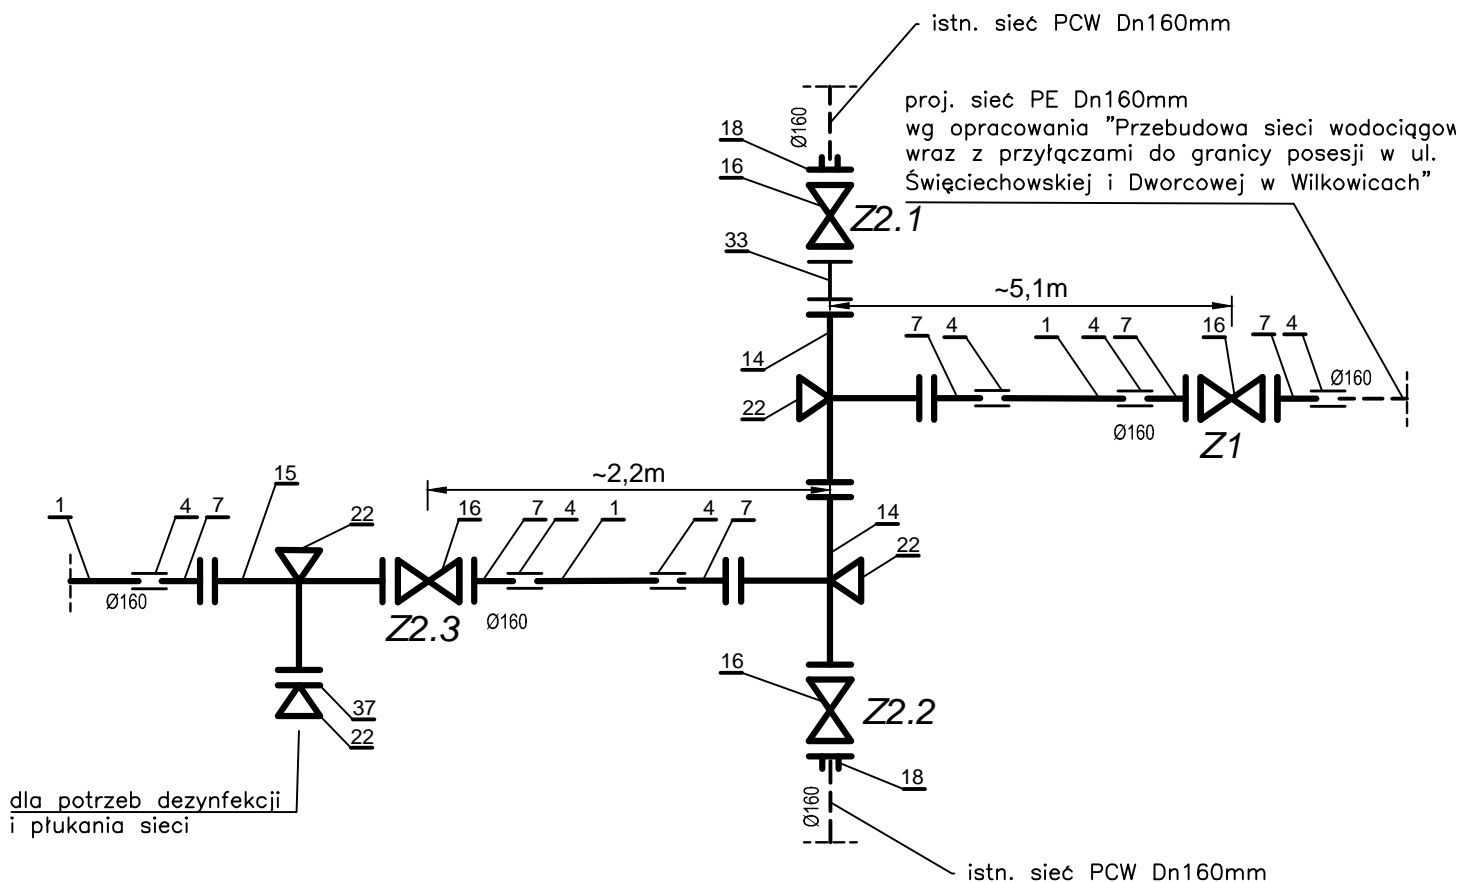 istn. sieć PCW Dn160mm
proj. sieć PE Dn160mm
wg opracowania "Przebudowa sieci wodociągow
wraz z przyłączami do granicy posesji w ul.
Święciechowskiej i Dworcowej w Wilkowicach"
Ø160
18
16
Z2.1
33
~5,1m
14
7
4
1
4
7
16
7
4
Ø160
22
Ø160
Z1
~2,2m
15
1
4
7
22
16
7
4
1
4
7
14
22
Ø160
Z2.3
Ø160
16
Z2.2
37
22
18
Ø160
dla potrzeb dezynfekcji
i płukania sieci
istn. sieć PCW Dn160mm